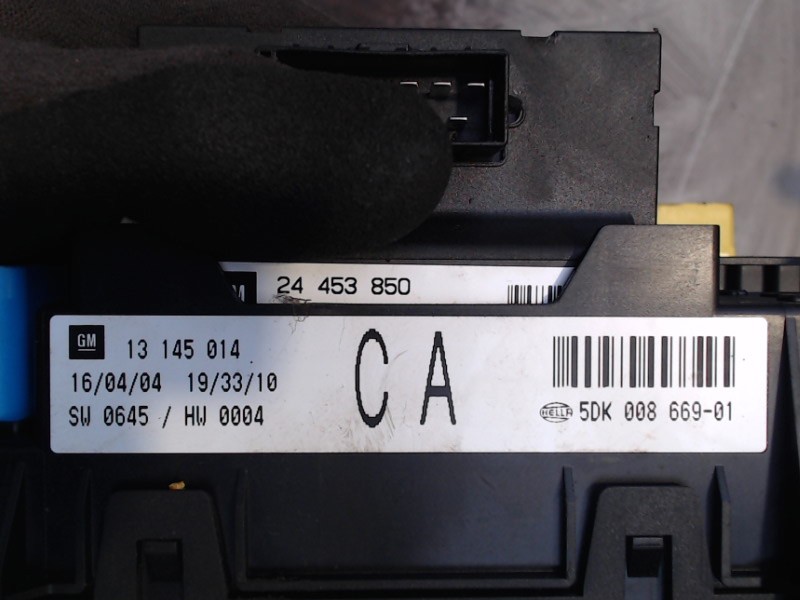 24 453 850
GM 13 145 014
16/04/04 19/33/10
SW 0645 / HW 0004
CA
HELLA 5DK 008 669-01